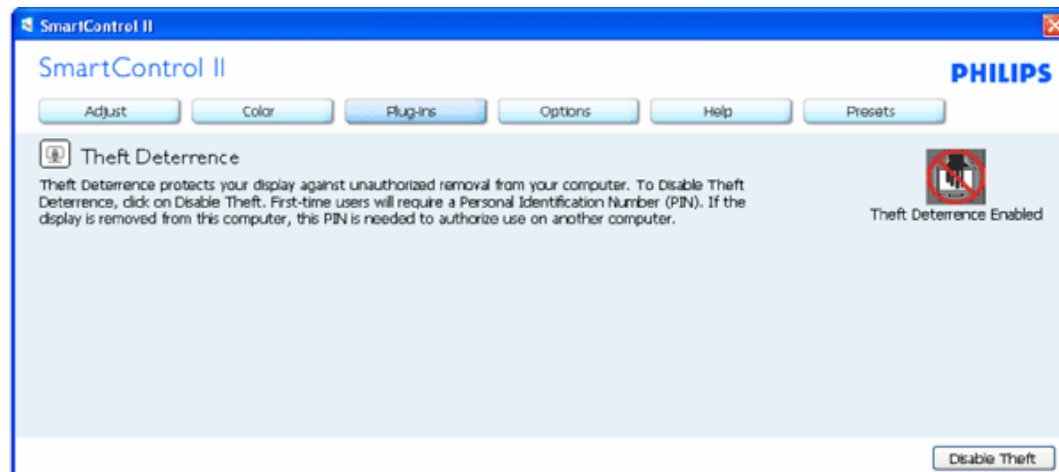 SmartControl II
SmartControl II
PHILIPS
Adjust
Color
Plug-Ins
Options
Help
Presets
Theft Deterrence
Theft Deterrence protects your display against unauthorized removal from your computer. To Disable Theft
Deterrence, click on Disable Theft. First-time users will require a Personal Identification Number (PIN). If the
display is removed from this computer, this PIN is needed to authorize use on another computer.
Theft Deterrence Enabled
Disable Theft